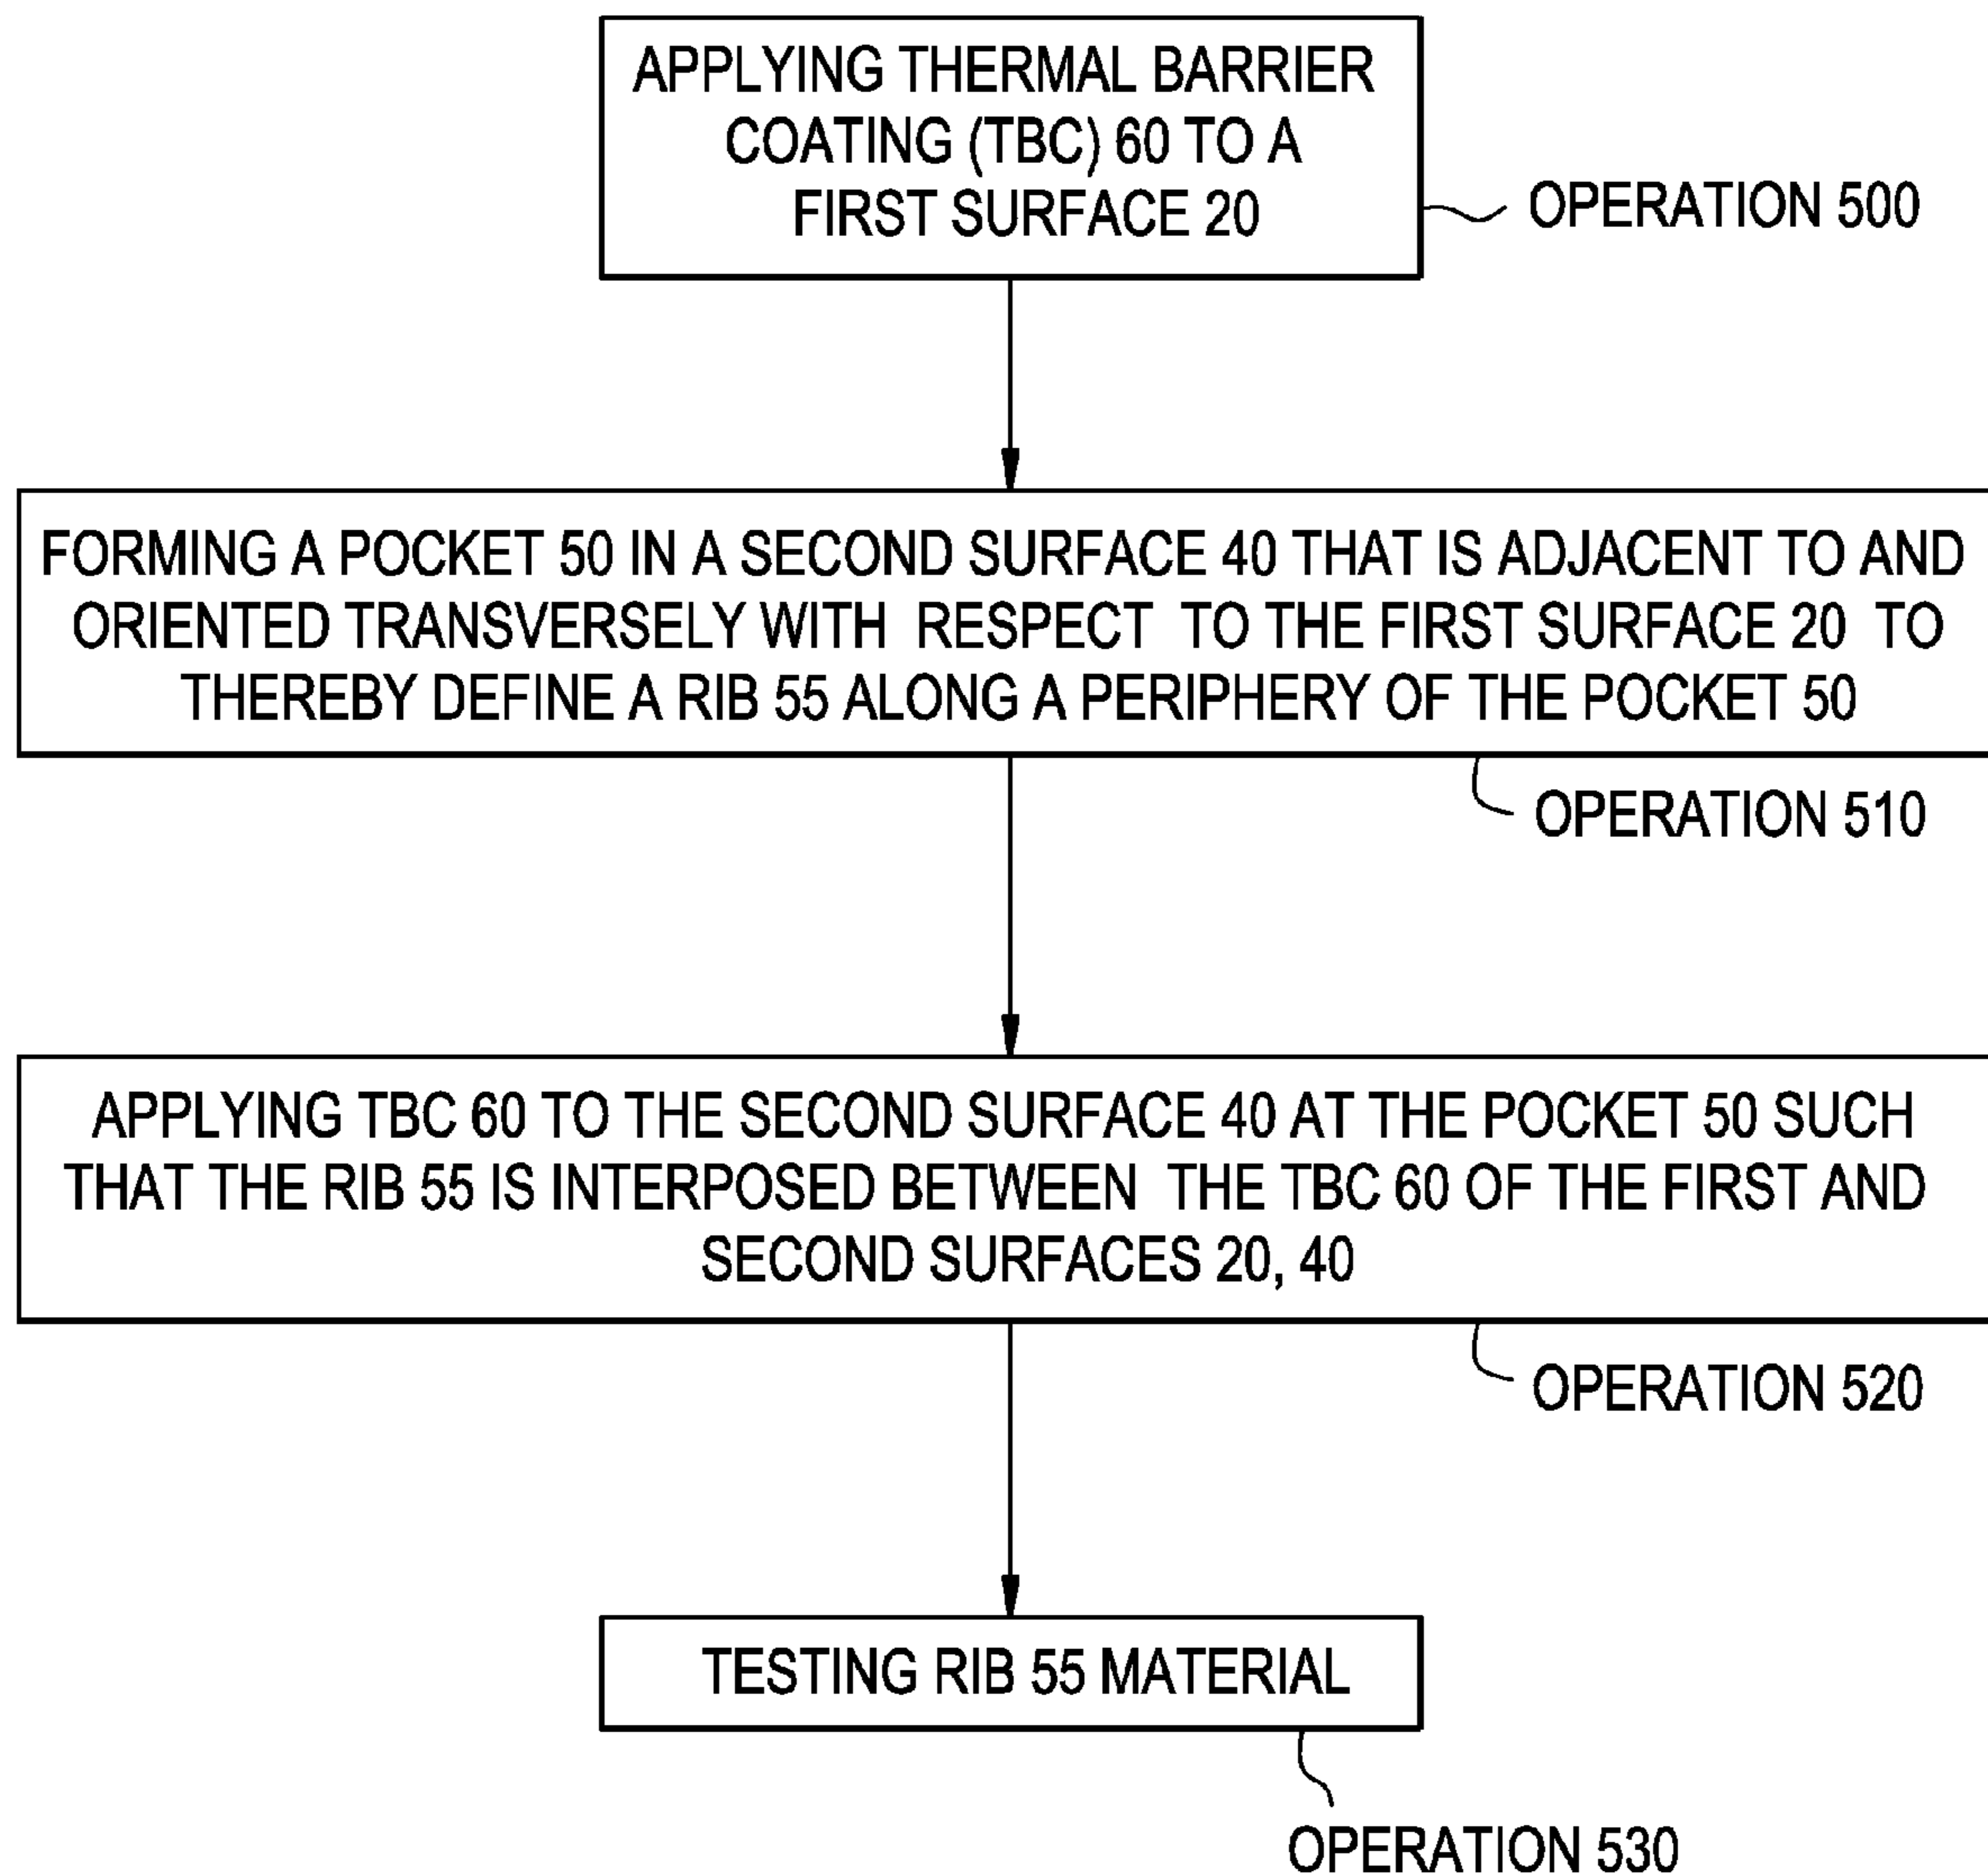 APPLYING THERMAL BARRIER
COATING (TBC) 60 TO A
FIRST SURFACE 20
OPERATION 500
FORMING A POCKET 50 IN A SECOND SURFACE 40 THAT IS ADJACENT TO AND
ORIENTED TRANSVERSELY WITH RESPECT TO THE FIRST SURFACE 20 TO
THEREBY DEFINE A RIB 55 ALONG A PERIPHERY OF THE POCKET 50
OPERATION 510
APPLYING TBC 60 TO THE SECOND SURFACE 40 AT THE POCKET 50 SUCH
THAT THE RIB 55 IS INTERPOSED BETWEEN THE TBC 60 OF THE FIRST AND
SECOND SURFACES 20, 40
OPERATION 520
TESTING RIB 55 MATERIAL
OPERATION 530